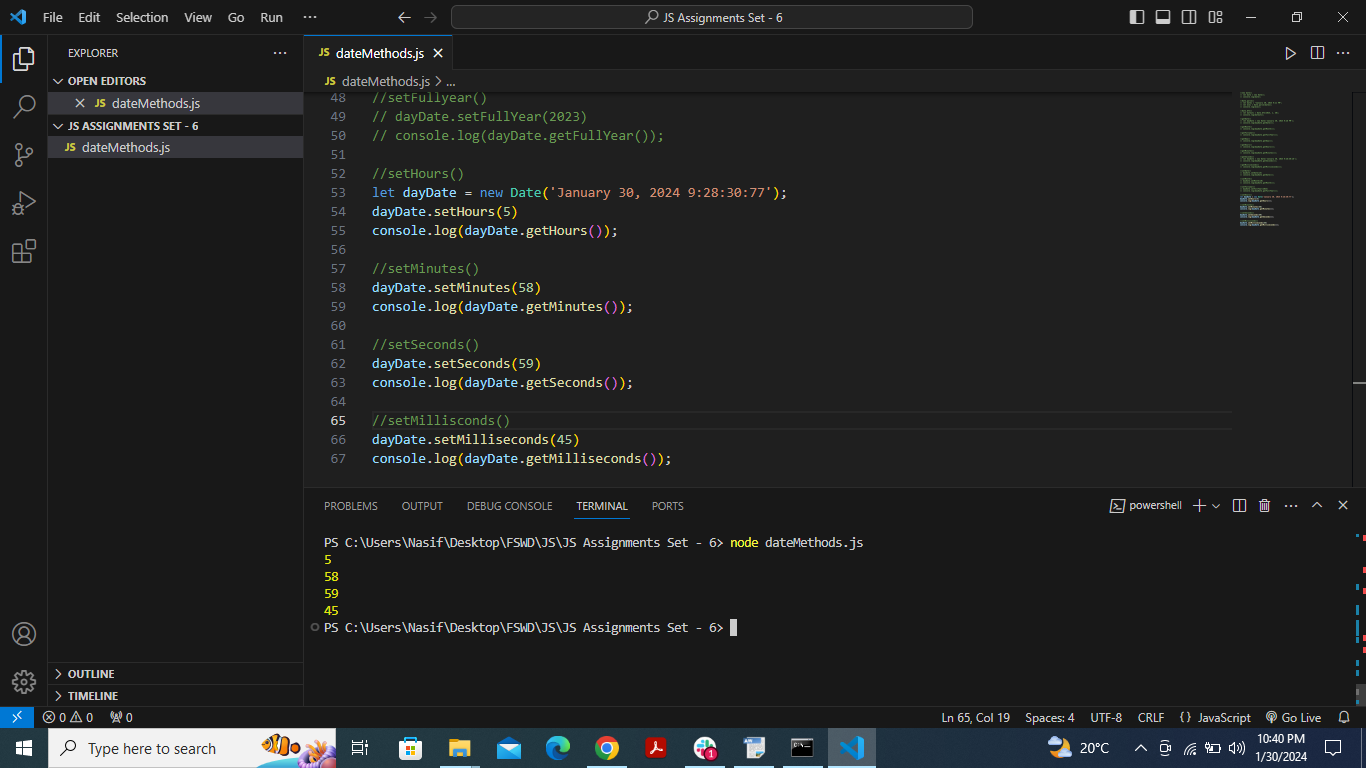 File Edit Selection View Go Run ··· JS Assignments Set - 6
EXPLORER ···
OPEN EDITORS
JS dateMethods.js
JS ASSIGNMENTS SET - 6
JS dateMethods.js
OUTLINE
TIMELINE
JS dateMethods.js
JS dateMethods.js > ...
48 //setFullyear()
49 // dayDate.setFullYear(2023)
50 // console.log(dayDate.getFullYear());
51
52 //setHours()
53 let dayDate = new Date('January 30, 2024 9:28:30:77');
54 dayDate.setHours(5)
55 console.log(dayDate.getHours());
56
57 //setMinutes()
58 dayDate.setMinutes(58)
59 console.log(dayDate.getMinutes());
60
61 //setSeconds()
62 dayDate.setSeconds(59)
63 console.log(dayDate.getSeconds());
64
65 //setMillisconds()
66 dayDate.setMilliseconds(45)
67 console.log(dayDate.getMilliseconds());
PROBLEMS OUTPUT DEBUG CONSOLE TERMINAL PORTS powershell
PS C:\Users\Nasif\Desktop\FSWD\JS\JS Assignments Set - 6> node dateMethods.js
5
58
59
45
PS C:\Users\Nasif\Desktop\FSWD\JS\JS Assignments Set - 6>
0 0 0 Ln 65, Col 19 Spaces: 4 UTF-8 CRLF {} JavaScript Go Live
Type here to search 1 20°C 10:40 PM
1/30/2024